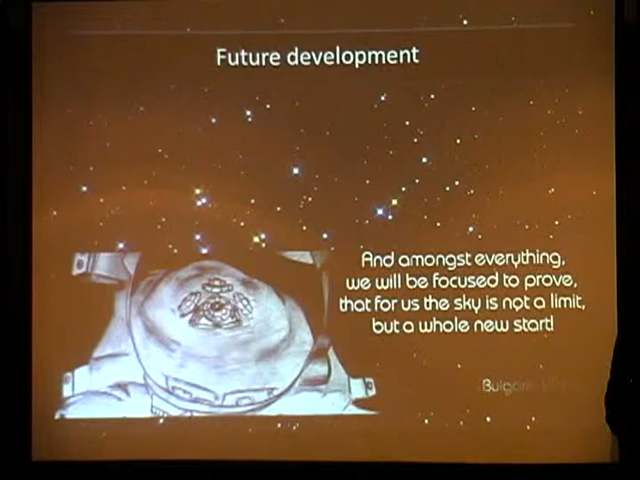 Future development
And amongst everything,
we will be focused to prove,
that for us the sky is not a limit,
but a whole new start!